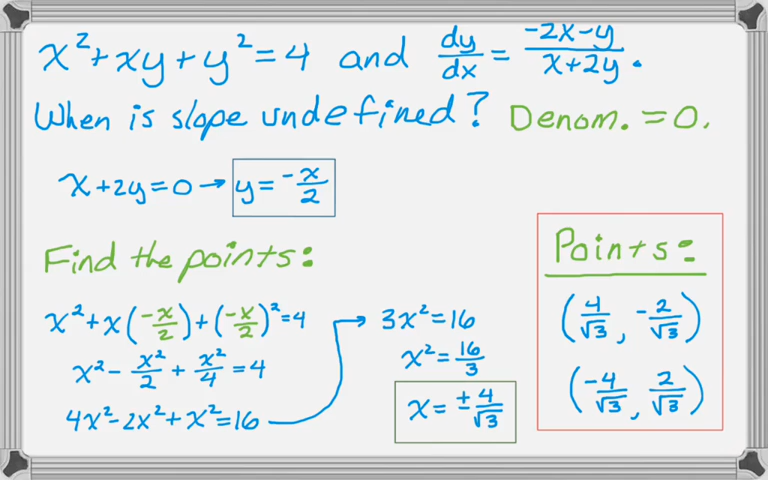 x² + xy + y² = 4 and dy/dx = (-2x-y)/(x+2y).
When is slope undefined? Denom. = 0.
x + 2y = 0 → y = -x/2
Find the points:
x² + x(-x/2) + (-x/2)² = 4
x² - x²/2 + x²/4 = 4
4x² - 2x² + x² = 16 →
3x² = 16
x² = 16/3
x = ± 4/√3
Points:
(4/√3, -2/√3)
(-4/√3, 2/√3)